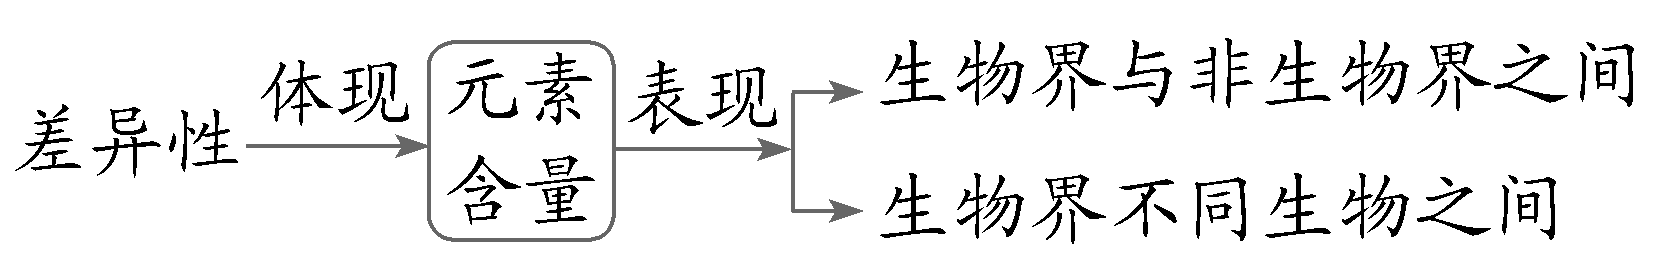 差异性
体现
元素
含量
表现
生物界与非生物界之间
生物界不同生物之间